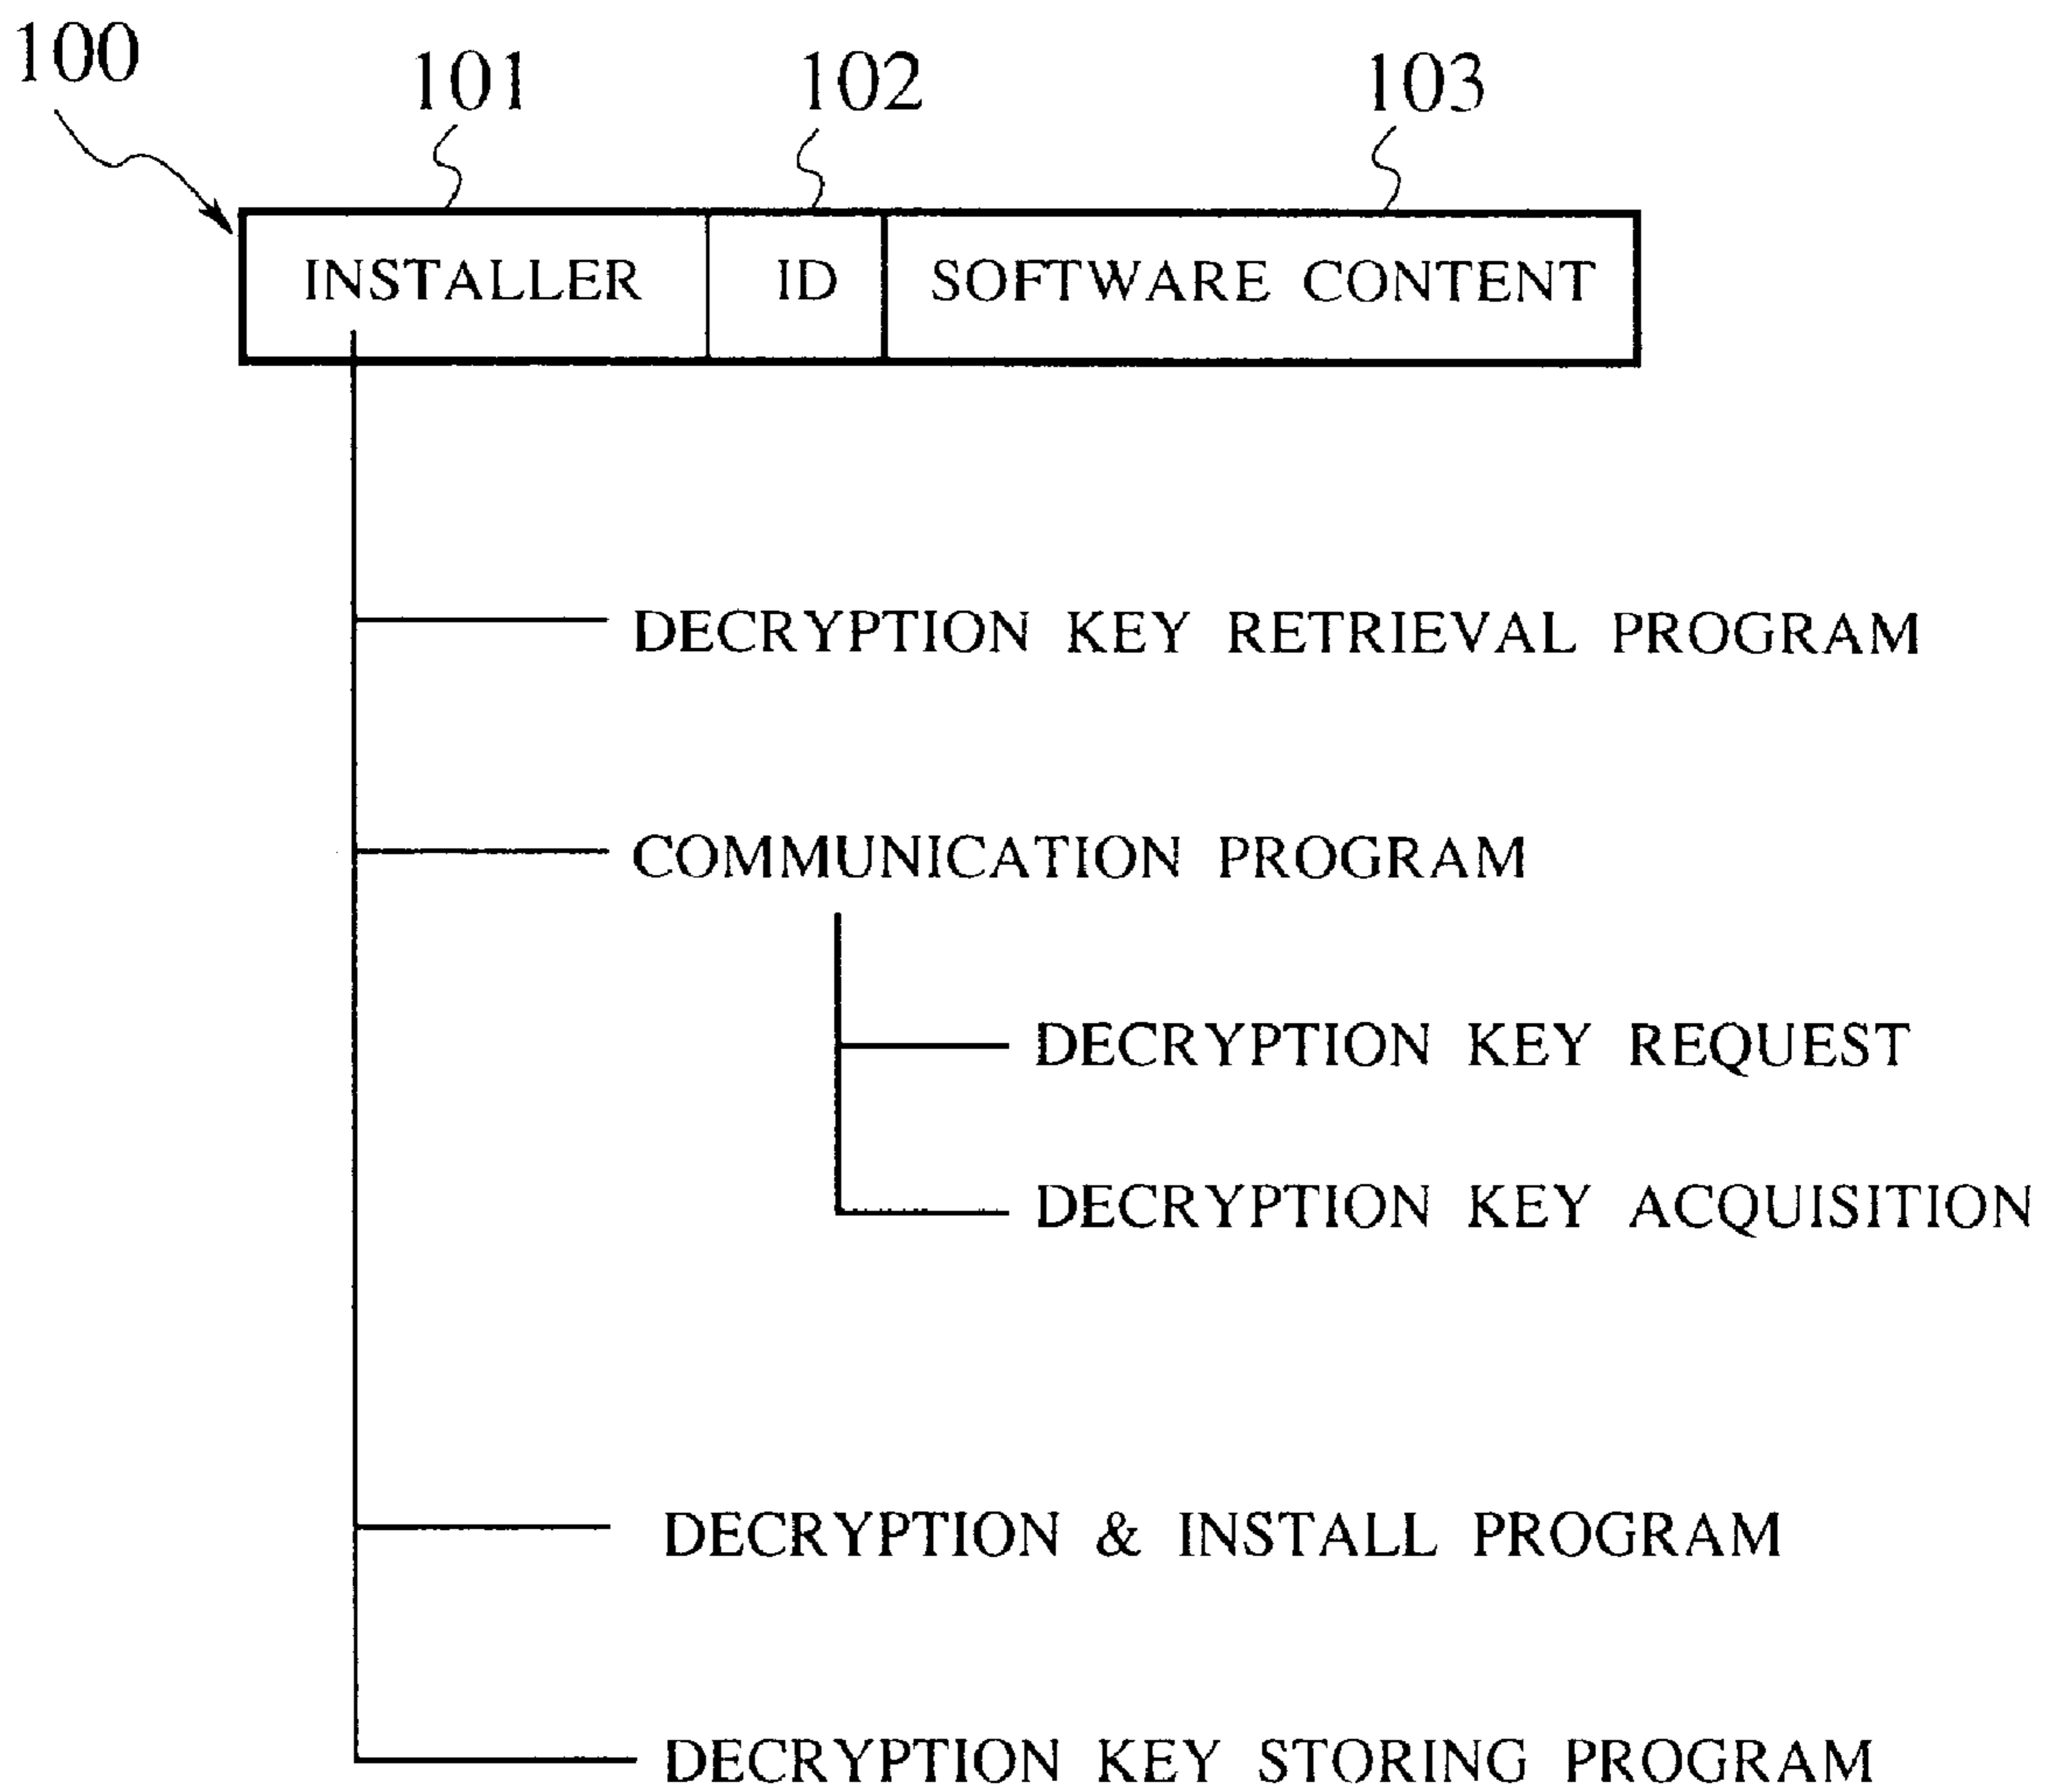 100
101 102 103
INSTALLER ID SOFTWARE CONTENT
DECRYPTION KEY RETRIEVAL PROGRAM
COMMUNICATION PROGRAM
DECRYPTION KEY REQUEST
DECRYPTION KEY ACQUISITION
DECRYPTION & INSTALL PROGRAM
DECRYPTION KEY STORING PROGRAM